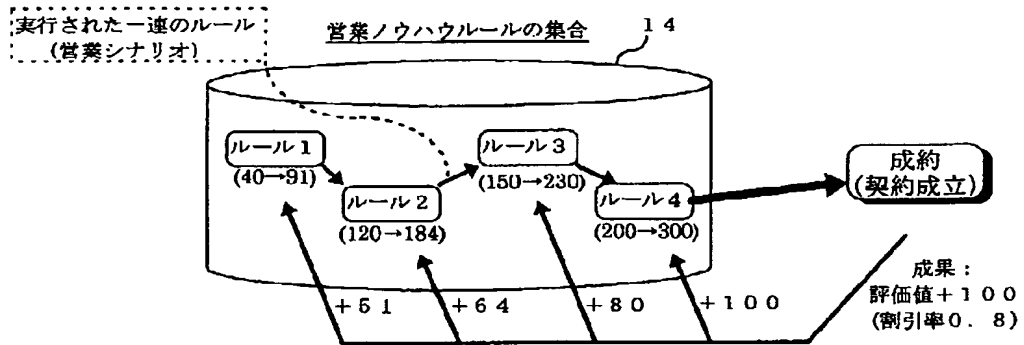 実行された一連のルール
(営業シナリオ)
営業ノウハウルールの集合
14
ルール1
(40→91)
ルール2
(120→184)
ルール3
(150→230)
ルール4
(200→300)
成約
(契約成立)
+51
+64
+80
+100
成果:
評価値+100
(割引率0.8)